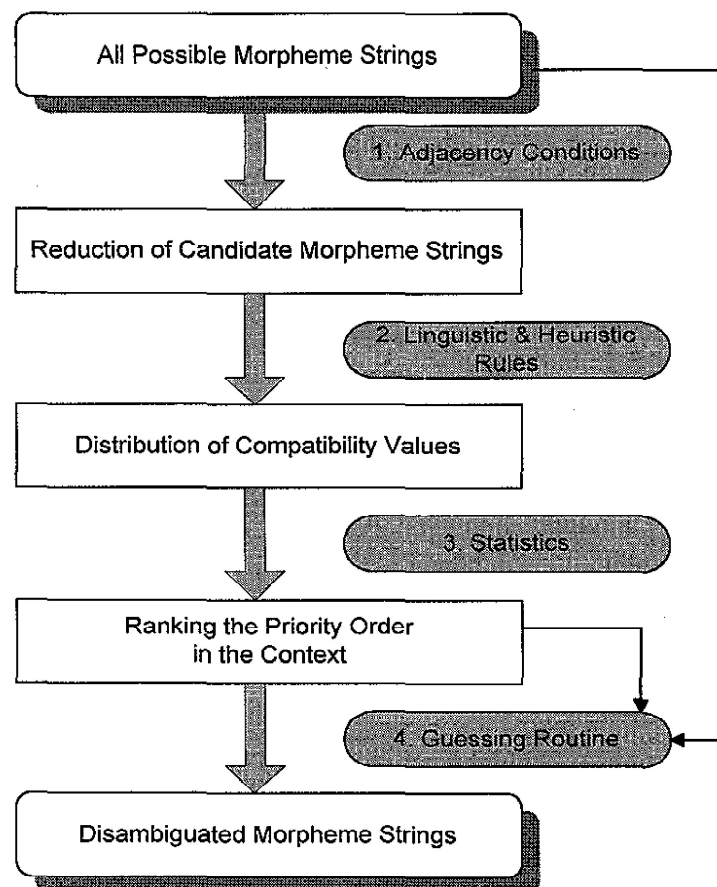 All Possible Morpheme Strings
1. Adjacency Conditions
Reduction of Candidate Morpheme Strings
2. Linguistic & Heuristic
Rules
Distribution of Compatibility Values
3. Statistics
Ranking the Priority Order
in the Context
4. Guessing Routine
Disambiguated Morpheme Strings